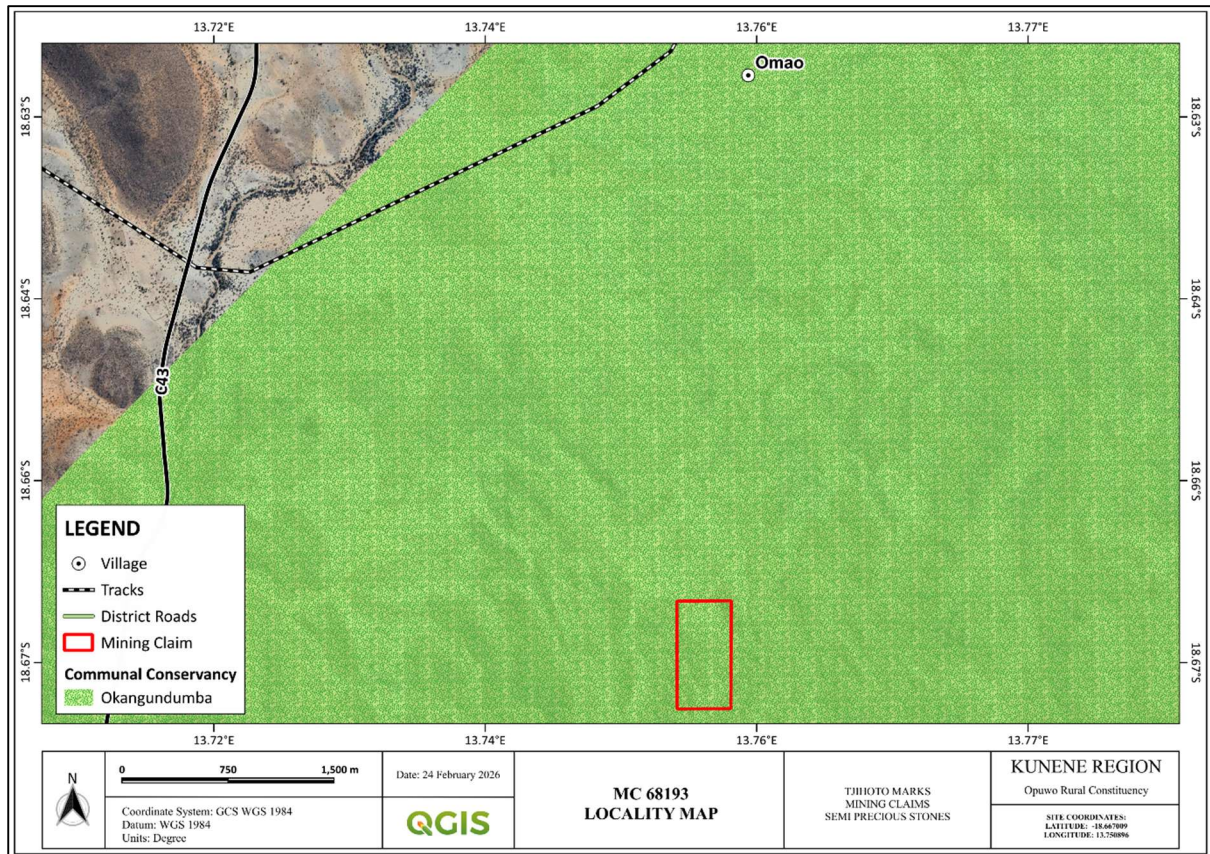 13.72°E
13.74°E
13.76°E
13.77°E
Omao
18.63°S
18.63°S
18.64°S
18.64°S
C43
18.66°S
18.66°S
LEGEND
Village
Tracks
District Roads
Mining Claim
Communal Conservancy
Okangundumba
18.67°S
18.67°S
13.72°E
13.74°E
13.76°E
13.77°E
N
0 750 1,500 m
Coordinate System: GCS WGS 1984
Datum: WGS 1984
Units: Degree
Date: 24 February 2026
QGIS
MC 68193
LOCALITY MAP
TJIHOTO MARKS
MINING CLAIMS
SEMI PRECIOUS STONES
KUNENE REGION
Opuwo Rural Constituency
SITE COORDINATES:
LATITUDE: -18.667009
LONGITUDE: 13.750896